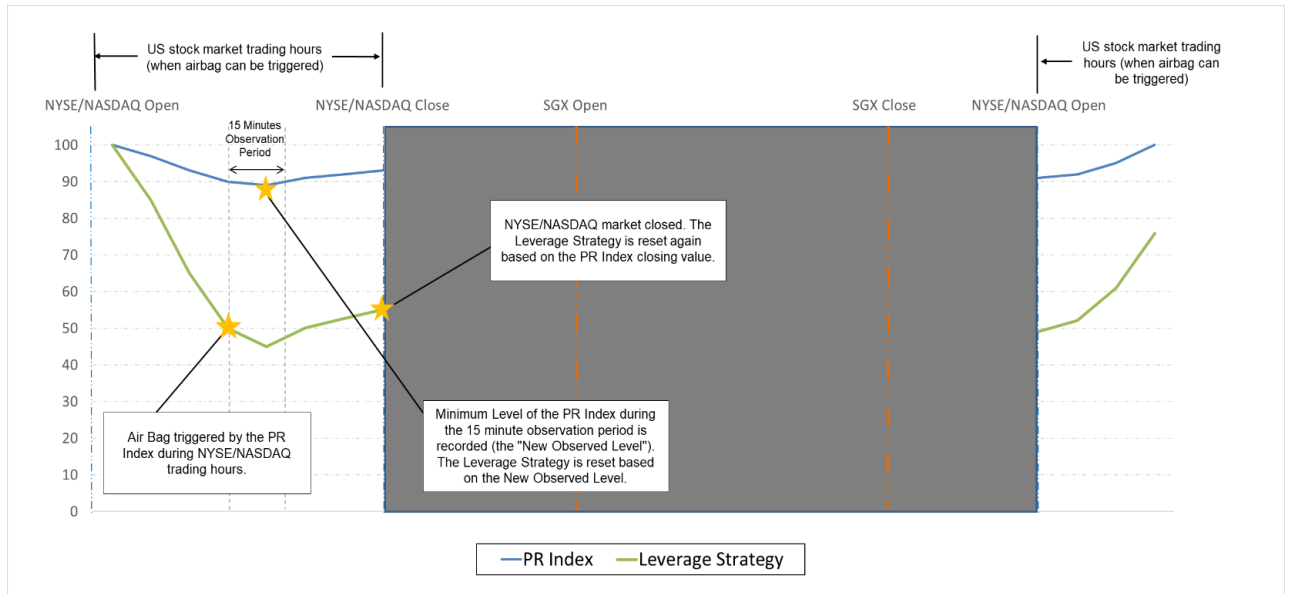 US stock market trading hours
(when airbag can be triggered)
US stock market trading
hours (when airbag can
be triggered)
NYSE/NASDAQ Open
NYSE/NASDAQ Close
SGX Open
SGX Close
NYSE/NASDAQ Open
15 Minutes
Observation
Period
100
90
80
70
60
50
40
30
20
10
0
NYSE/NASDAQ market closed. The
Leverage Strategy is reset again
based on the PR Index closing value.
Air Bag triggered by the PR
Index during NYSE/NASDAQ
trading hours.
Minimum Level of the PR Index during
the 15 minute observation period is
recorded (the "New Observed Level").
The Leverage Strategy is reset based
on the New Observed Level.
PR Index
Leverage Strategy